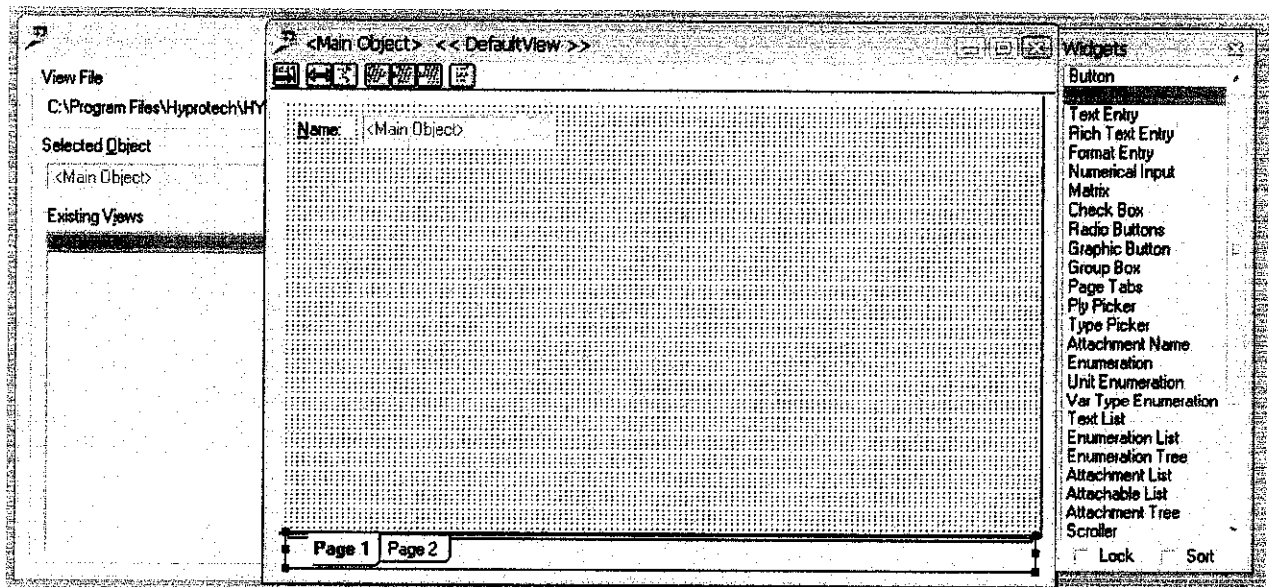 View File
C:\Program Files\Hyprotech\HY
Selected Object
<Main Object>
Existing Views
<Main Object> << DefaultView >>
Name: <Main Object>
Page 1 Page 2
Widgets
Button
Text Entry
Rich Text Entry
Format Entry
Numerical Input
Matrix
Check Box
Radio Buttons
Graphic Button
Group Box
Page Tabs
Ply Picker
Type Picker
Attachment Name
Enumeration
Unit Enumeration
Var Type Enumeration
Text List
Enumeration List
Enumeration Tree
Attachment List
Attachable List
Attachment Tree
Scroller
Lock Sort